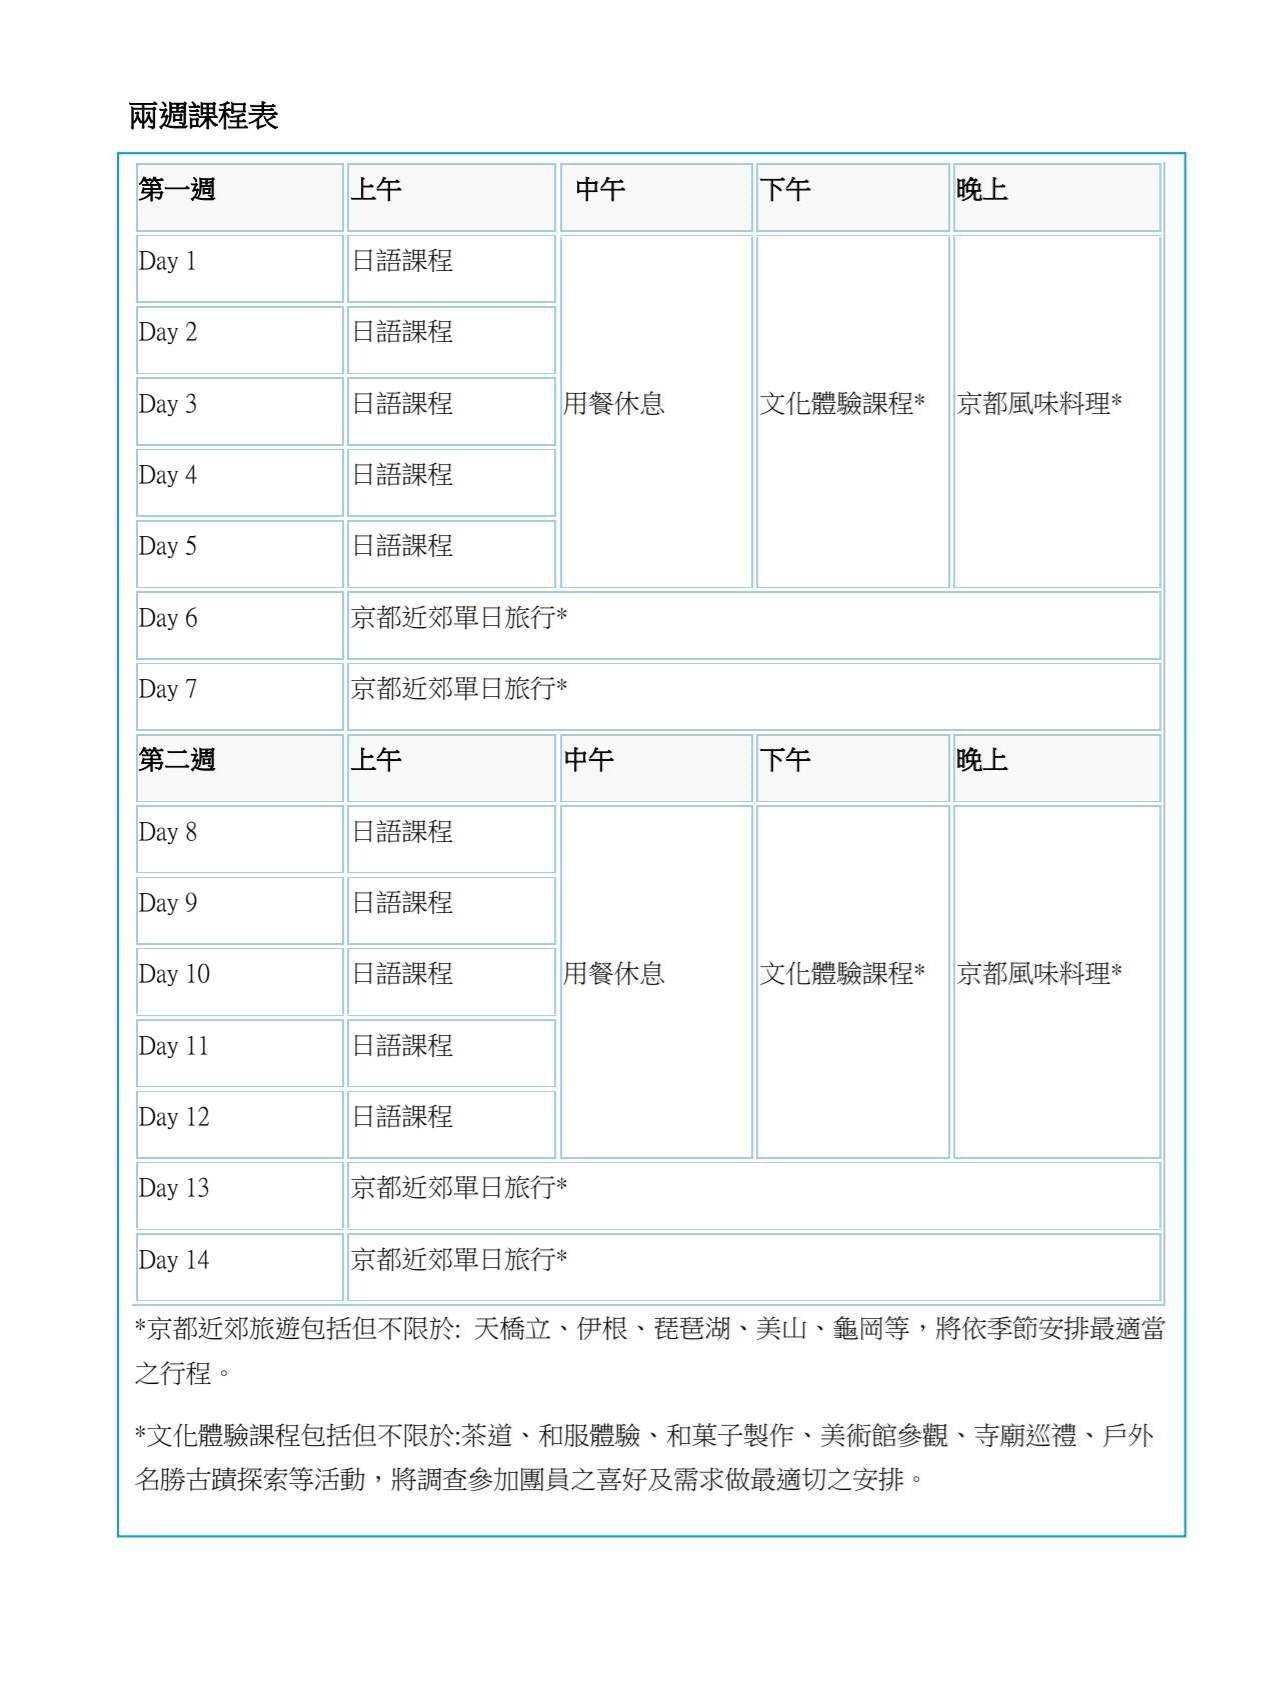 兩週課程表
第一週 上午 中午 下午 晚上
Day 1 日語課程
Day 2 日語課程
Day 3 日語課程 用餐休息 文化體驗課程* 京都風味料理*
Day 4 日語課程
Day 5 日語課程
Day 6 京都近郊單日旅行*
Day 7 京都近郊單日旅行*
第二週 上午 中午 下午 晚上
Day 8 日語課程
Day 9 日語課程
Day 10 日語課程 用餐休息 文化體驗課程* 京都風味料理*
Day 11 日語課程
Day 12 日語課程
Day 13 京都近郊單日旅行*
Day 14 京都近郊單日旅行*
*京都近郊旅遊包括但不限於: 天橋立、伊根、琵琶湖、美山、龜岡等，將依季節安排最適當
之行程。
*文化體驗課程包括但不限於:茶道、和服體驗、和菓子製作、美術館參觀、寺廟巡禮、戶外
名勝古蹟探索等活動，將調查參加團員之喜好及需求做最適切之安排。